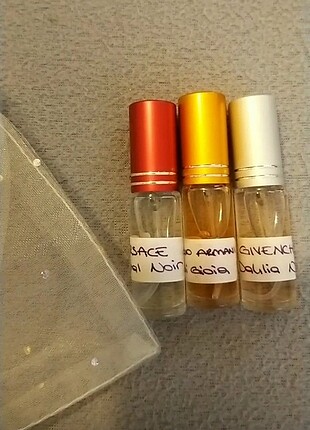 SACE
al Noir
O ARMAN
Gioia
GIVENCH
Dahlia N